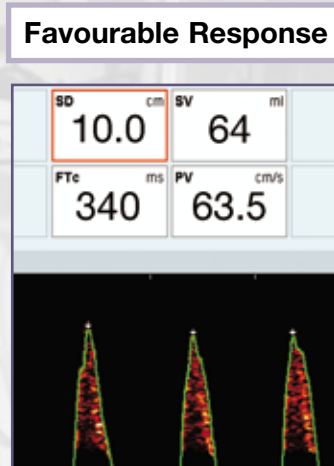 Favourable Response
SD cm SV ml
10.0 64
FTc ms PV cm/s
340 63.5